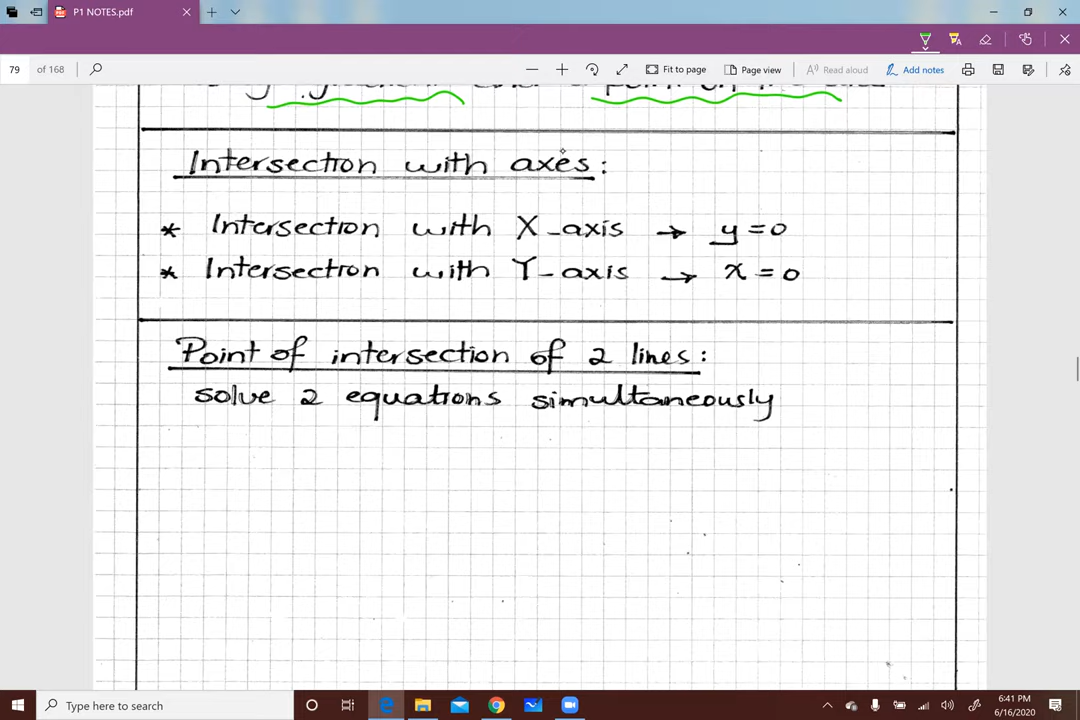 P1 NOTES.pdf
79 of 168
Fit to page
Page view
Read aloud
Add notes
Intersection with axes:
* Intersection with X-axis → y=0
* Intersection with Y-axis → x=0
Point of intersection of 2 lines:
solve 2 equations simultaneously
Type here to search
6:41 PM
6/16/2020